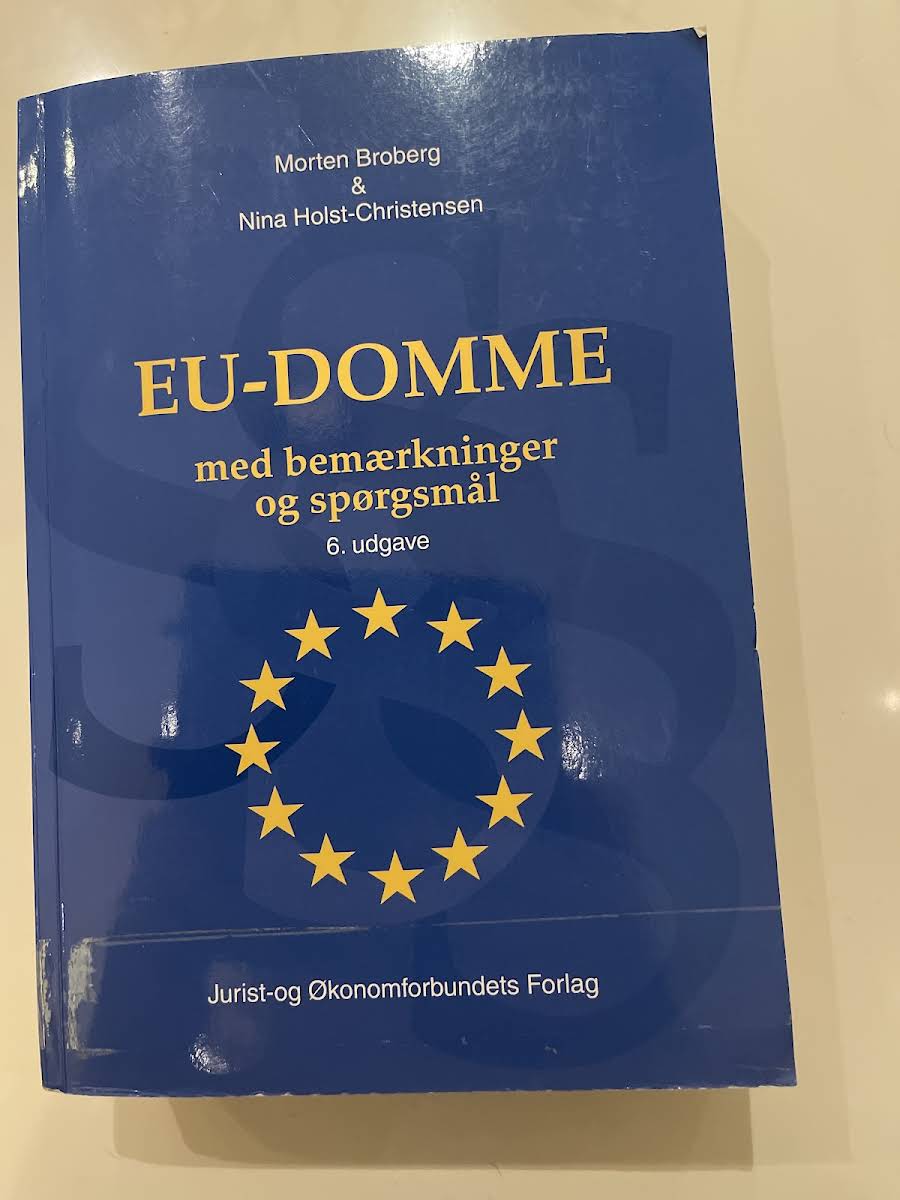 Morten Broberg
&
Nina Holst-Christensen
EU-DOMME
med bemærkninger
og spørgsmål
6. udgave
Jurist-og Økonomforbundets Forlag